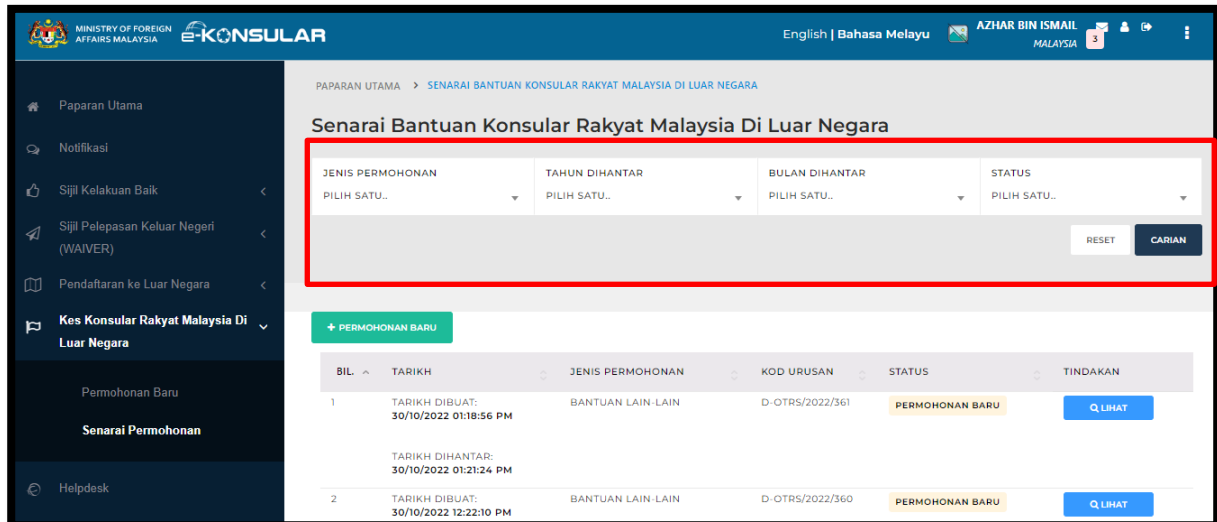 MINISTRY OF FOREIGN
AFFAIRS MALAYSIA
e-KONSULAR
English | Bahasa Melayu
AZHAR BIN ISMAIL
MALAYSIA
3
Paparan Utama
Notifikasi
Sijil Kelakuan Baik
Sijil Pelepasan Keluar Negeri
(WAIVER)
Pendaftaran ke Luar Negara
Kes Konsular Rakyat Malaysia Di
Luar Negara
Permohonan Baru
Senarai Permohonan
Helpdesk
PAPARAN UTAMA > SENARAI BANTUAN KONSULAR RAKYAT MALAYSIA DI LUAR NEGARA
Senarai Bantuan Konsular Rakyat Malaysia Di Luar Negara
JENIS PERMOHONAN TAHUN DIHANTAR BULAN DIHANTAR STATUS
PILIH SATU.. PILIH SATU.. PILIH SATU.. PILIH SATU..
RESET CARIAN
+ PERMOHONAN BARU
BIL. TARIKH JENIS PERMOHONAN KOD URUSAN STATUS TINDAKAN
1 TARIKH DIBUAT: BANTUAN LAIN-LAIN D-OTRS/2022/361 PERMOHONAN BARU LIHAT
30/10/2022 01:18:56 PM
TARIKH DIHANTAR:
30/10/2022 01:21:24 PM
2 TARIKH DIBUAT: BANTUAN LAIN-LAIN D-OTRS/2022/360 PERMOHONAN BARU LIHAT
30/10/2022 12:22:10 PM